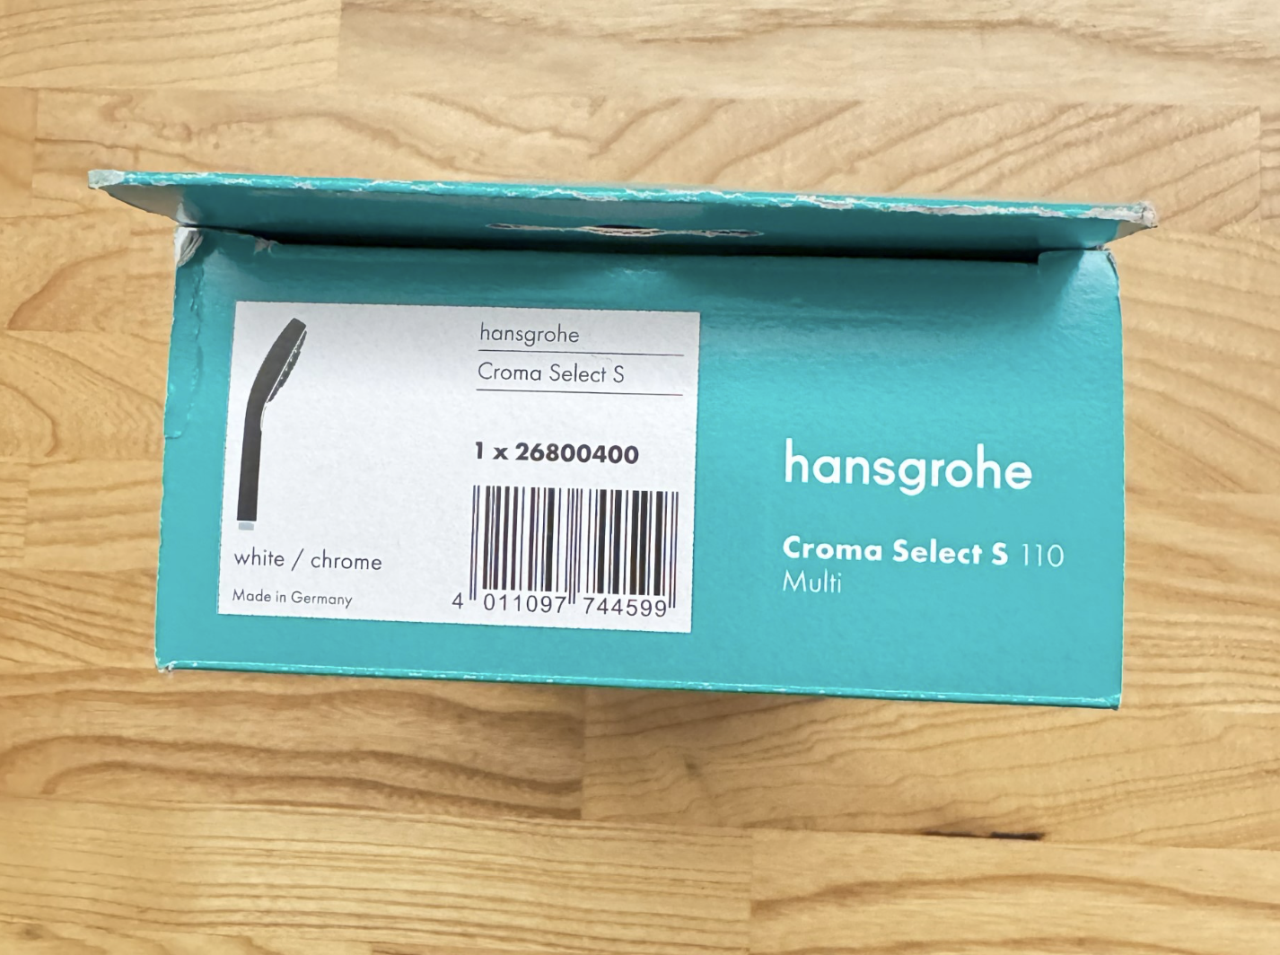 hansgrohe
Croma Select S
1 x 26800400
white / chrome
Made in Germany
4 011097 744599
hansgrohe
Croma Select S 110
Multi